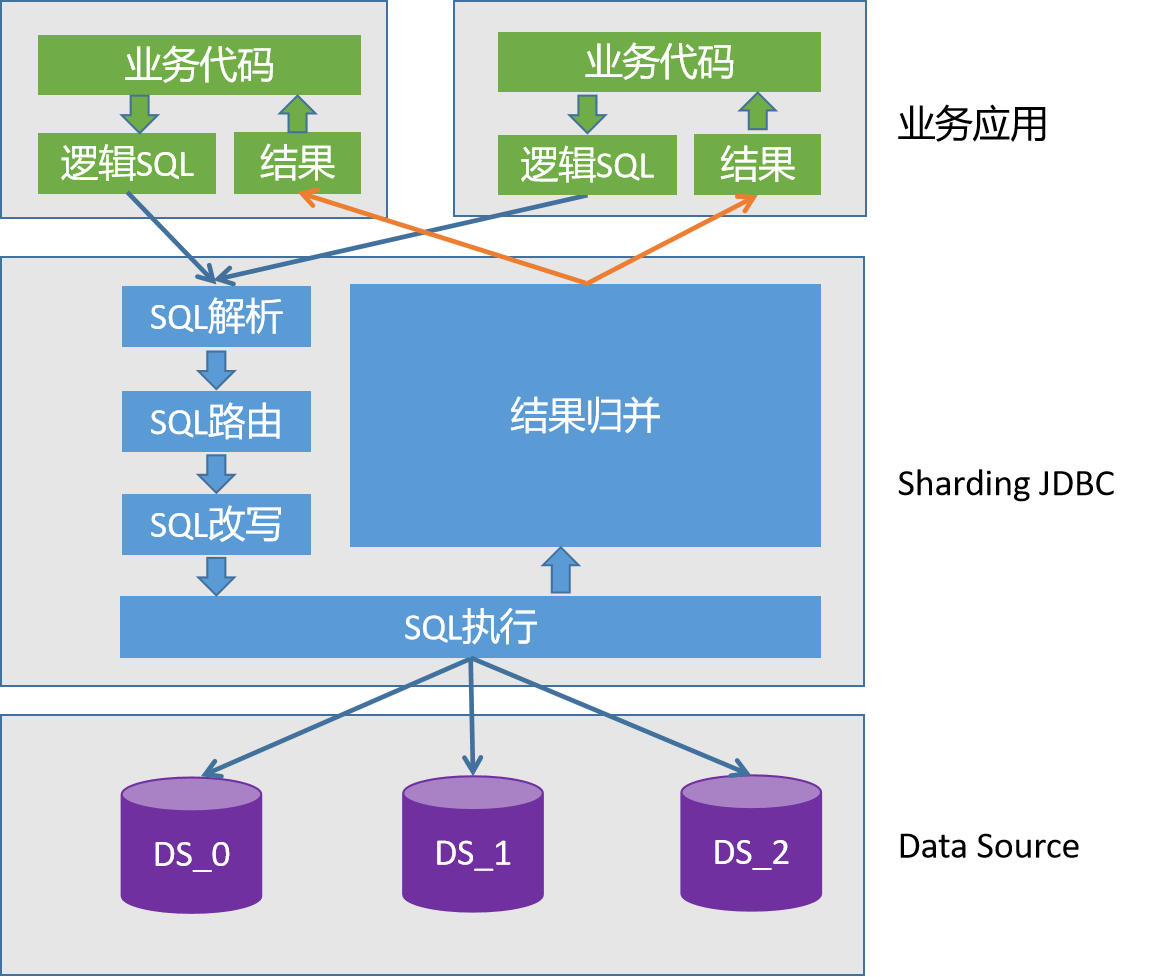 业务代码
逻辑SQL
结果
业务代码
逻辑SQL
结果
业务应用
SQL解析
SQL路由
SQL改写
结果归并
SQL执行
Sharding JDBC
DS_0
DS_1
DS_2
Data Source